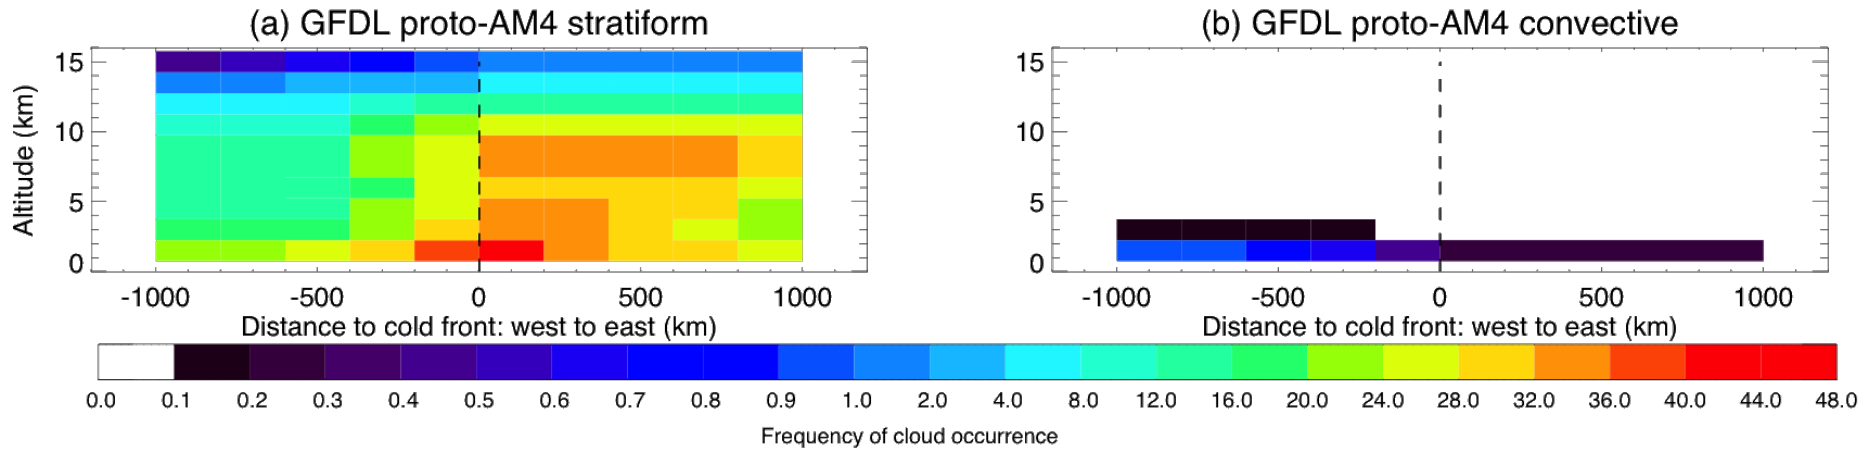 (a) GFDL proto-AM4 stratiform
(b) GFDL proto-AM4 convective
Altitude (km)
15
10
5
0
-1000 -500 0 500 1000
Distance to cold front: west to east (km)
15
10
5
0
-1000 -500 0 500 1000
Distance to cold front: west to east (km)
0.0 0.1 0.2 0.3 0.4 0.5 0.6 0.7 0.8 0.9 1.0 2.0 4.0 8.0 12.0 16.0 20.0 24.0 28.0 32.0 36.0 40.0 44.0 48.0
Frequency of cloud occurrence